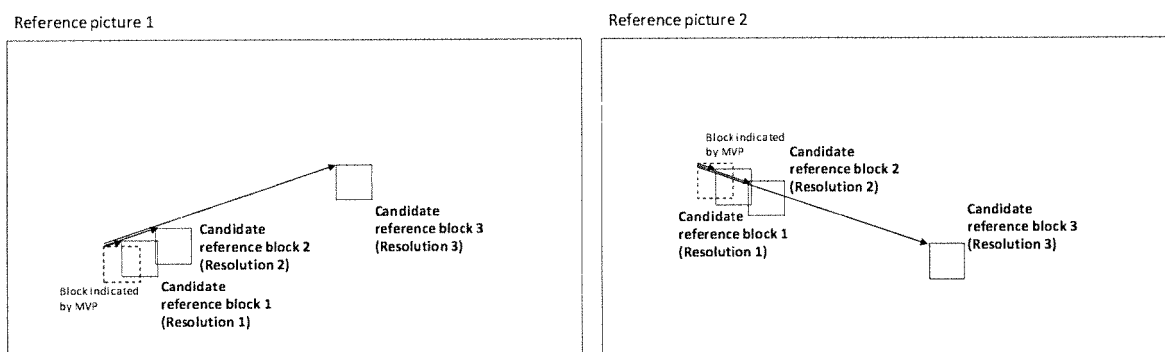 Reference picture 1
Candidate
reference block 3
(Resolution 3)
Candidate
reference block 2
(Resolution 2)
Block indicated
by MVP
Candidate
reference block 1
(Resolution 1)
Reference picture 2
Block indicated
by MVP
Candidate
reference block 2
(Resolution 2)
Candidate
reference block 1
(Resolution 1)
Candidate
reference block 3
(Resolution 3)